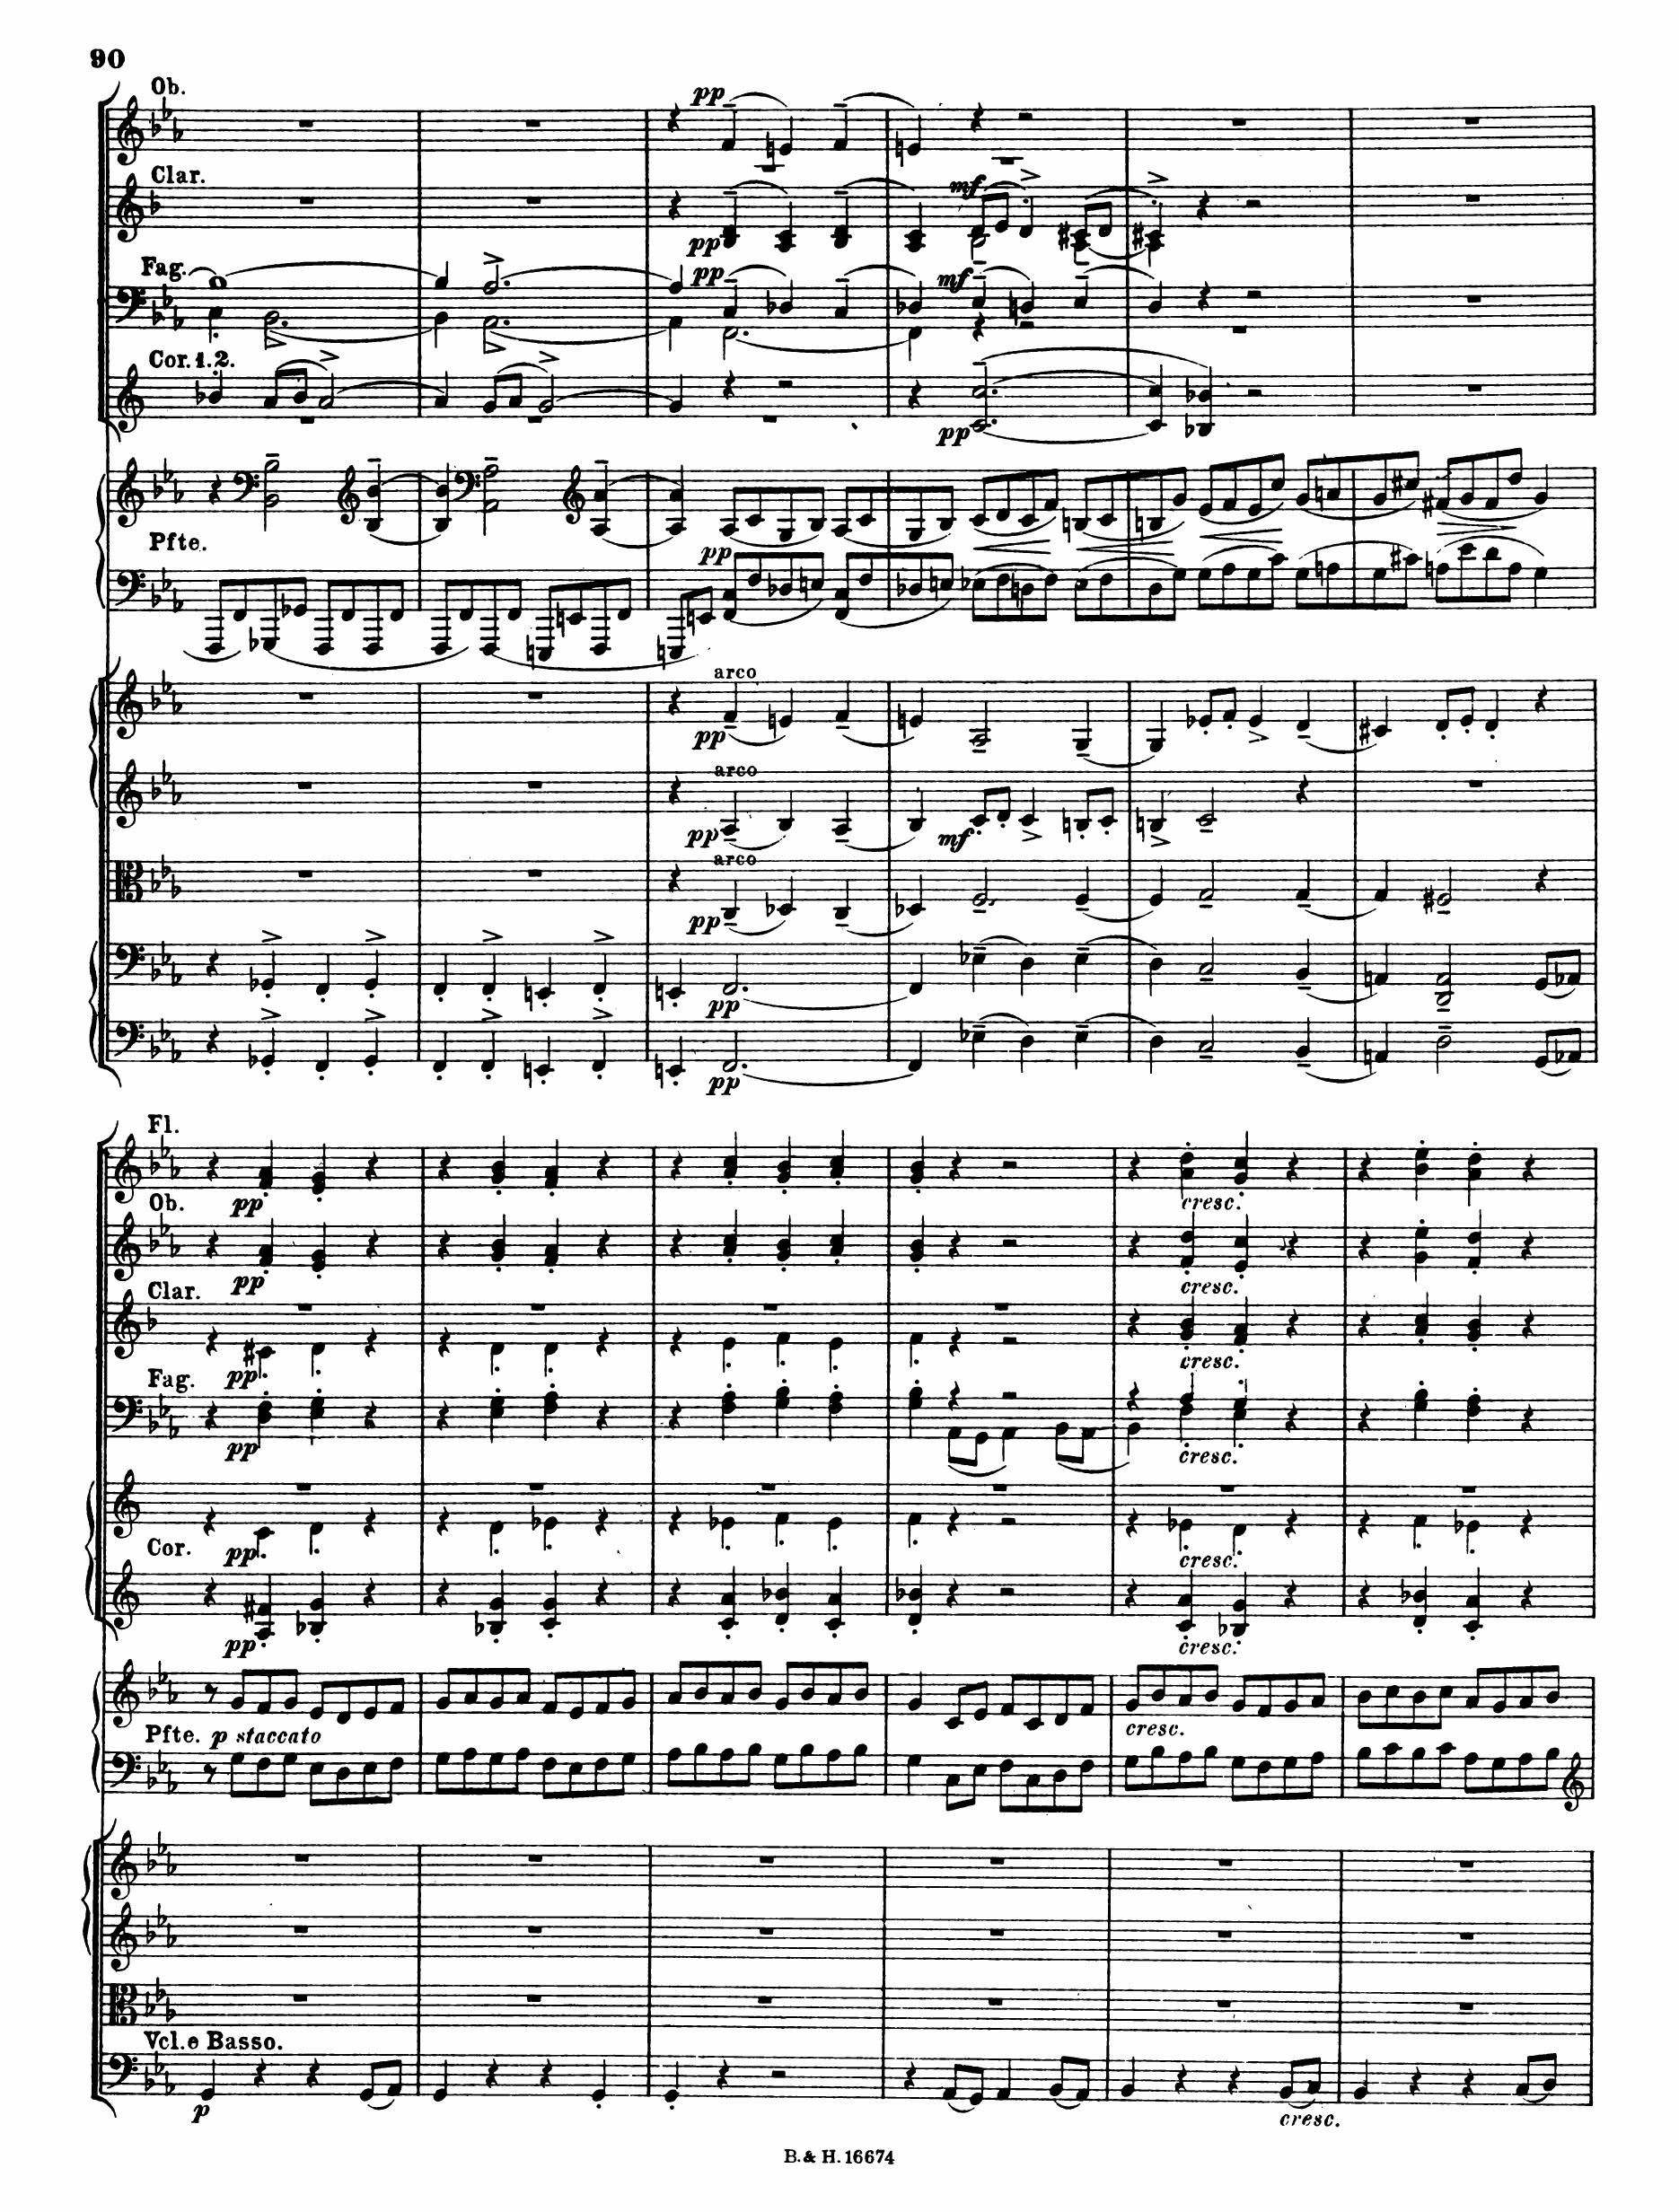 90
Ob.
pp
Clar.
mf
pp
Fag.
pp
mf
Cor. 1. 2.
pp
Pfte.
pp
arco
pp
arco
pp
mf
arco
pp
pp
pp
Fl.
pp
cresc.
Ob.
pp
cresc.
Clar.
pp
cresc.
Fag.
pp
cresc.
pp
cresc.
Cor.
pp
cresc.
Pfte. p staccato
cresc.
Vcl. e Basso.
p
cresc.
B. & H. 16674